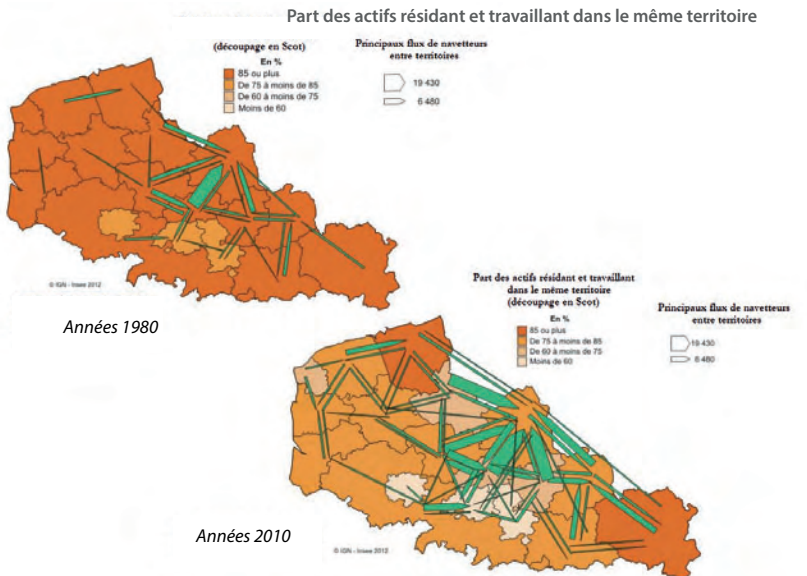 Part des actifs résidant et travaillant dans le même territoire
(découpage en Scot)
En %
85 ou plus
De 75 à moins de 85
De 60 à moins de 75
Moins de 60
Principaux flux de navetteurs
entre territoires
19 430
6 480
© IGN - Insee 2012
Années 1980
Part des actifs résidant et travaillant
dans le même territoire
(découpage en Scot)
En %
85 ou plus
De 75 à moins de 85
De 60 à moins de 75
Moins de 60
Principaux flux de navetteurs
entre territoires
19 430
6 480
Années 2010
© IGN - Insee 2012